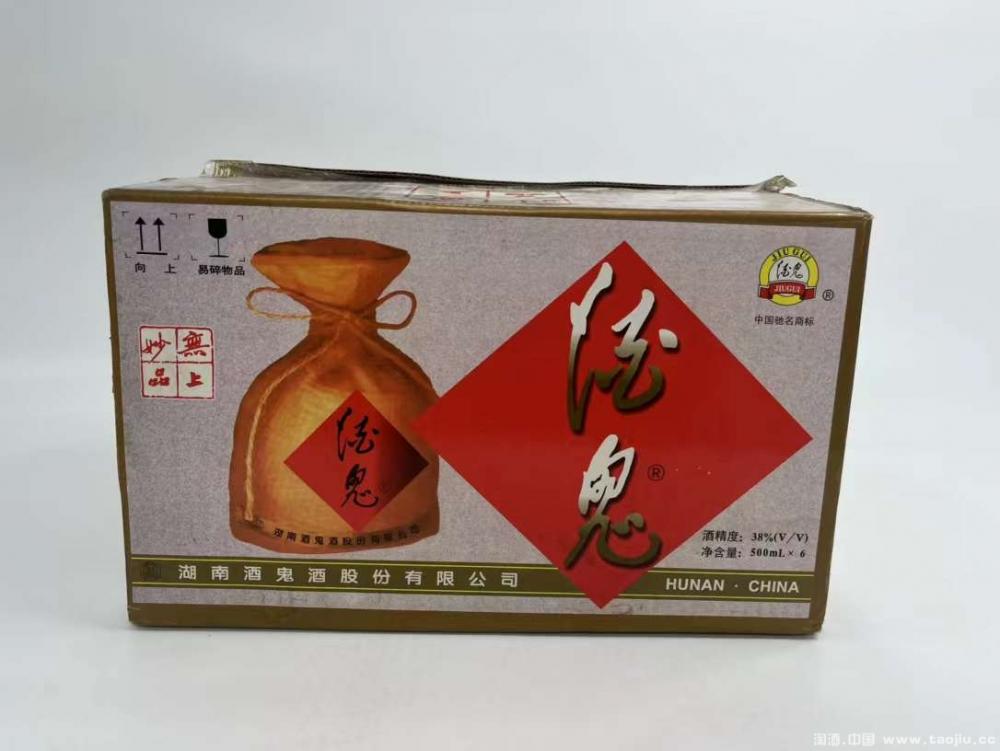 向上
易碎物品
無上
妙品
酒鬼
湖南酒鬼酒股份有限公司
酒鬼
®
JIU GUI
酒鬼
JIUGUI
®
中国驰名商标
酒精度：38%(V/V)
净含量：500mL×6
湖南酒鬼酒股份有限公司
HUNAN · CHINA
淘酒.中国 www.taojiu.cc